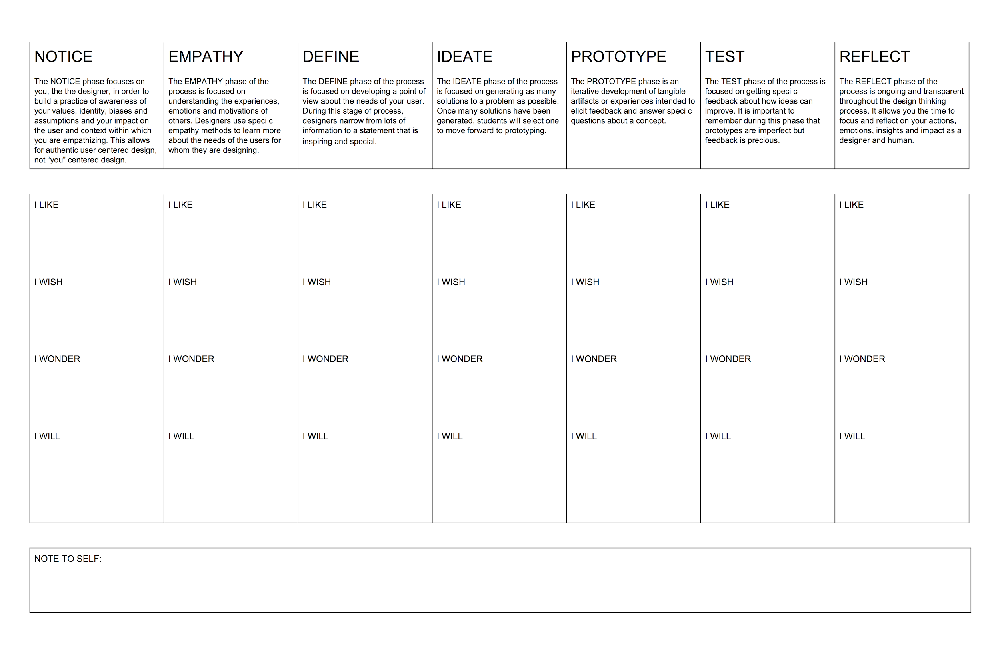 NOTICE
The NOTICE phase focuses on
you, the the designer, in order to
build a practice of awareness of
your values, identity, biases and
assumptions and your impact on
the user and context within which
you are empathizing. This allows
for authentic user centered design,
not “you” centered design.
EMPATHY
The EMPATHY phase of the
process is focused on
understanding the experiences,
emotions and motivations of
others. Designers use speci c
empathy methods to learn more
about the needs of the users for
whom they are designing.
DEFINE
The DEFINE phase of the process
is focused on developing a point of
view about the needs of your user.
During this stage of process,
designers narrow from lots of
information to a statement that is
inspiring and special.
IDEATE
The IDEATE phase of the process
is focused on generating as many
solutions to a problem as possible.
Once many solutions have been
generated, students will select one
to move forward to prototyping.
PROTOTYPE
The PROTOTYPE phase is an
iterative development of tangible
artifacts or experiences intended to
elicit feedback and answer speci c
questions about a concept.
TEST
The TEST phase of the process is
focused on getting speci c
feedback about how ideas can
improve. It is important to
remember during this phase that
prototypes are imperfect but
feedback is precious.
REFLECT
The REFLECT phase of the
process is ongoing and transparent
throughout the design thinking
process. It allows you the time to
focus and reflect on your actions,
emotions, insights and impact as a
designer and human.
I LIKE
I WISH
I WONDER
I WILL
I LIKE
I WISH
I WONDER
I WILL
I LIKE
I WISH
I WONDER
I WILL
I LIKE
I WISH
I WONDER
I WILL
I LIKE
I WISH
I WONDER
I WILL
I LIKE
I WISH
I WONDER
I WILL
I LIKE
I WISH
I WONDER
I WILL
NOTE TO SELF: